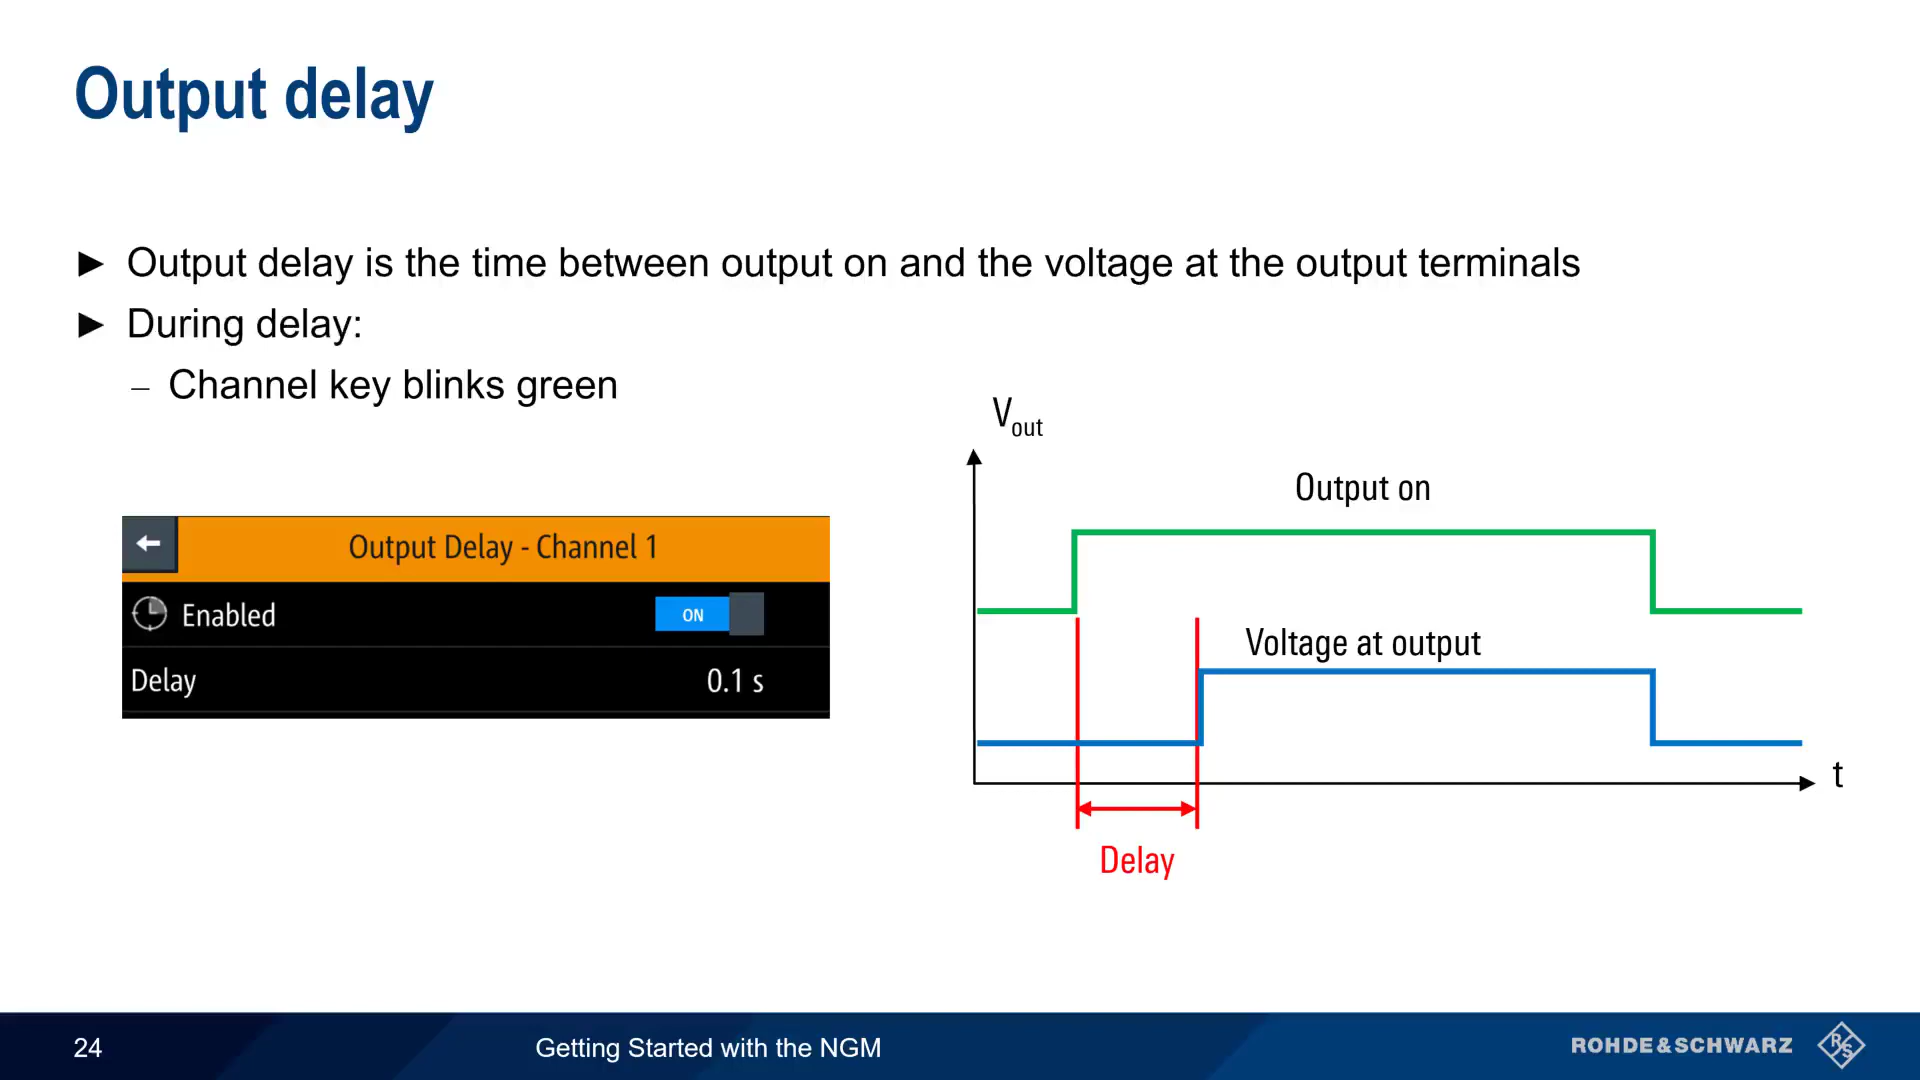 Output delay
► Output delay is the time between output on and the voltage at the output terminals
► During delay:
– Channel key blinks green
Output Delay - Channel 1
Enabled ON
Delay 0.1 s
Vout
Output on
Voltage at output
t
Delay
24
Getting Started with the NGM
ROHDE&SCHWARZ
R&S